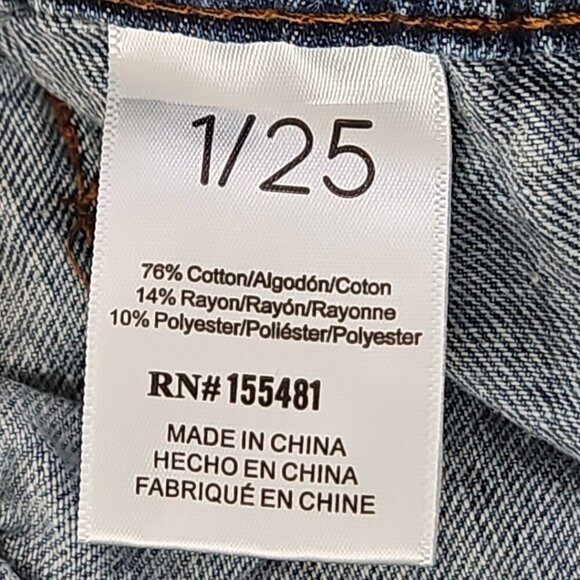 1/25
76% Cotton/Algodón/Coton
14% Rayon/Rayón/Rayonne
10% Polyester/Poliéster/Polyester
RN# 155481
MADE IN CHINA
HECHO EN CHINA
FABRIQUÉ EN CHINE